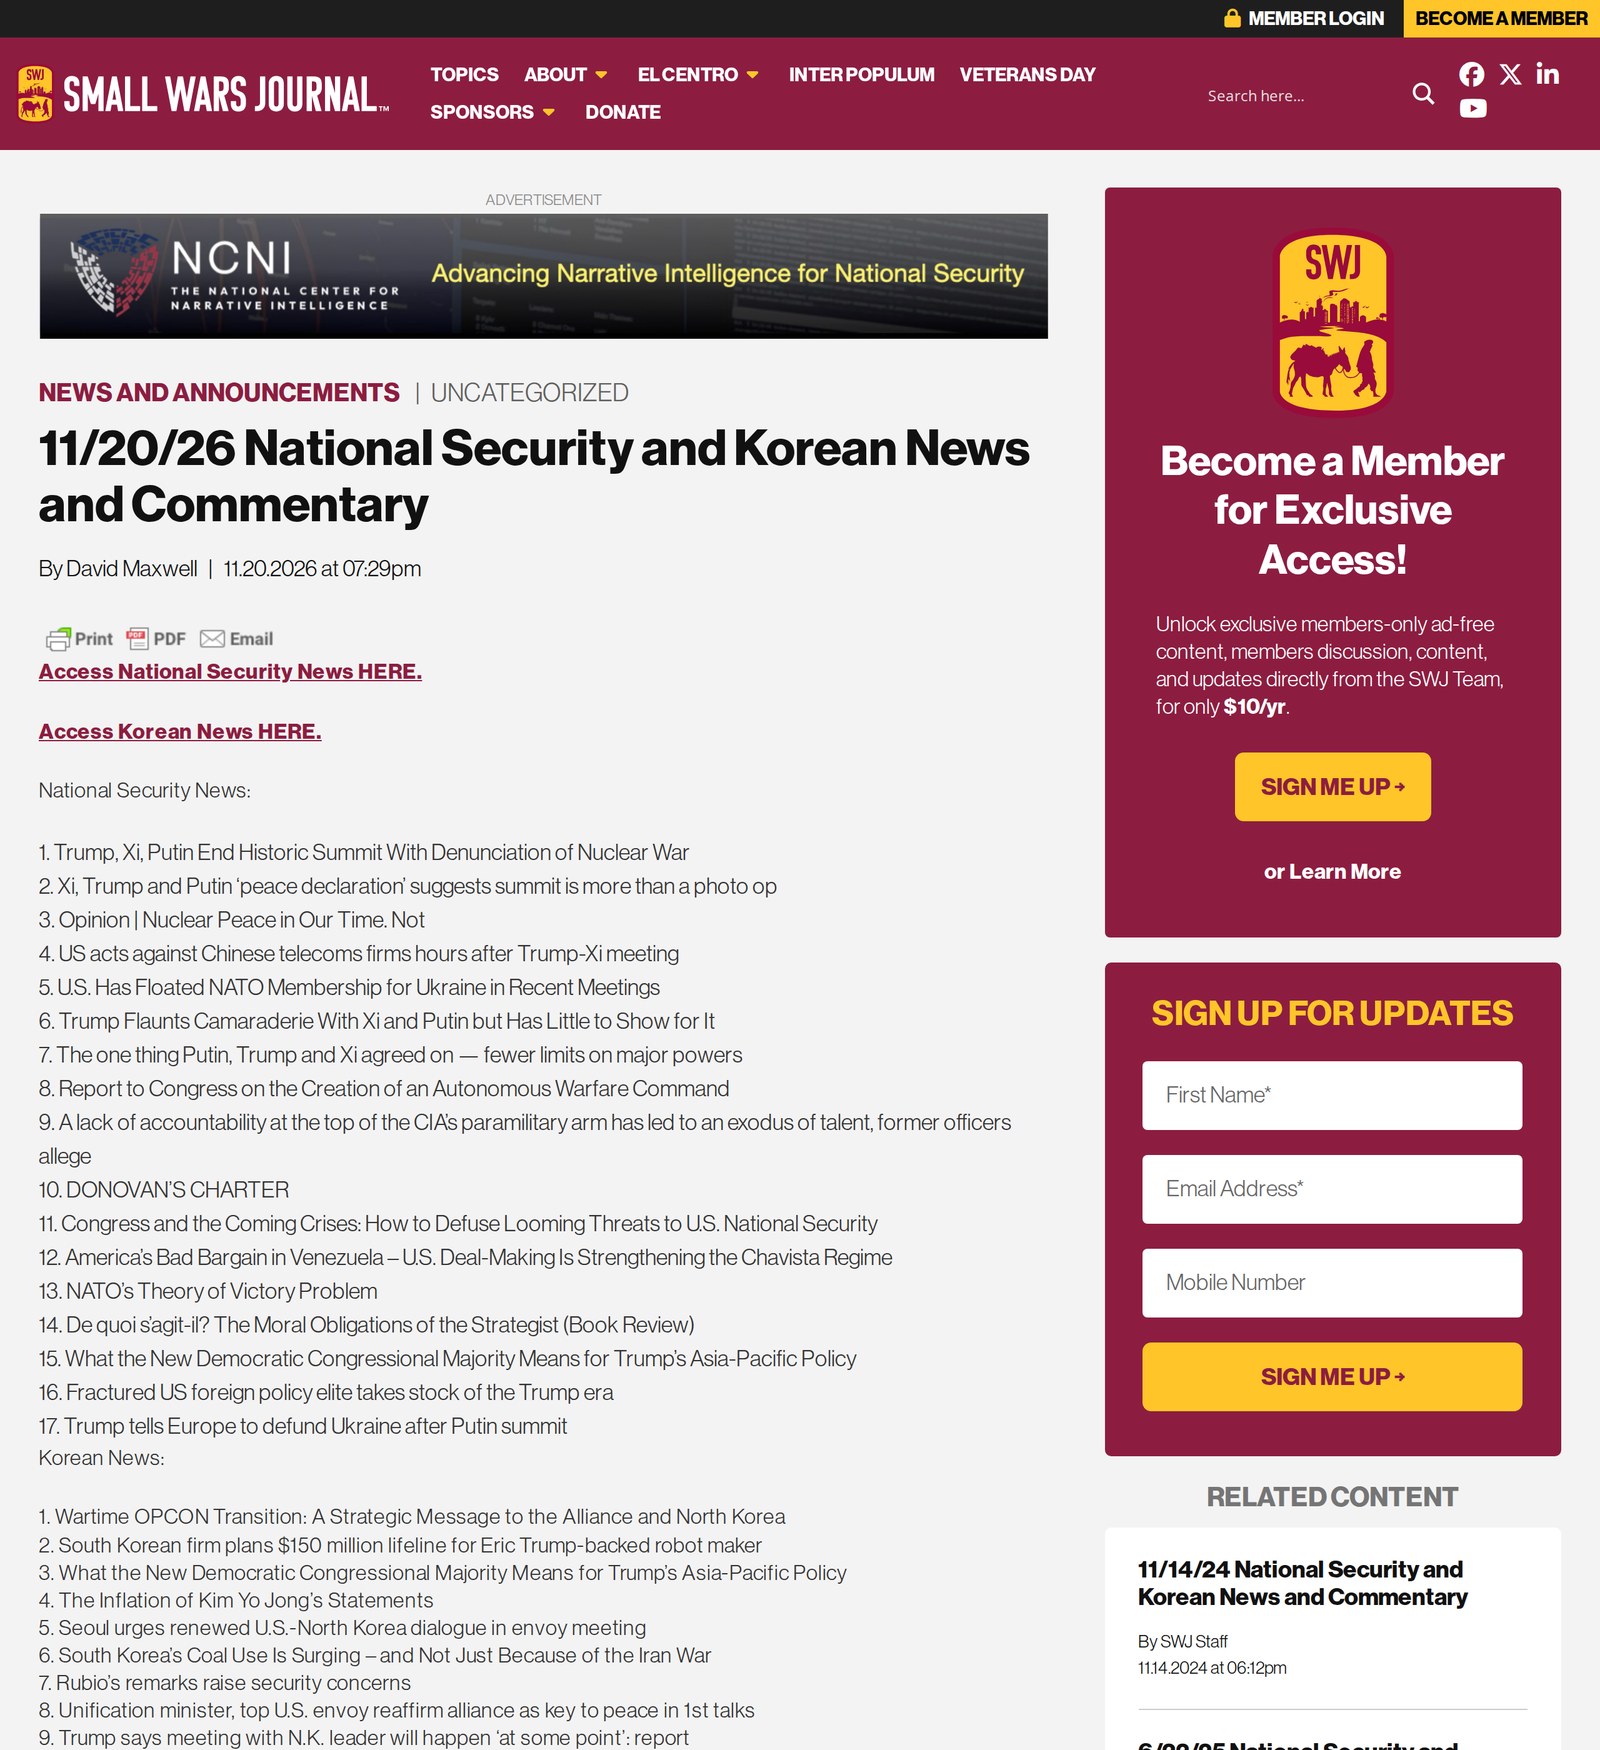 MEMBER LOGIN
BECOME A MEMBER
SWJ
SMALL WARS JOURNAL™
TOPICS ABOUT EL CENTRO INTER POPULUM VETERANS DAY
SPONSORS DONATE
Search here...
ADVERTISEMENT
NCNI
THE NATIONAL CENTER FOR
NARRATIVE INTELLIGENCE
Advancing Narrative Intelligence for National Security
NEWS AND ANNOUNCEMENTS | UNCATEGORIZED
11/20/26 National Security and Korean News
and Commentary
By David Maxwell | 11.20.2026 at 07:29pm
Print PDF Email
Access National Security News HERE.
Access Korean News HERE.
National Security News:
1. Trump, Xi, Putin End Historic Summit With Denunciation of Nuclear War
2. Xi, Trump and Putin ‘peace declaration’ suggests summit is more than a photo op
3. Opinion | Nuclear Peace in Our Time. Not
4. US acts against Chinese telecoms firms hours after Trump-Xi meeting
5. U.S. Has Floated NATO Membership for Ukraine in Recent Meetings
6. Trump Flaunts Camaraderie With Xi and Putin but Has Little to Show for It
7. The one thing Putin, Trump and Xi agreed on — fewer limits on major powers
8. Report to Congress on the Creation of an Autonomous Warfare Command
9. A lack of accountability at the top of the CIA’s paramilitary arm has led to an exodus of talent, former officers
allege
10. DONOVAN’S CHARTER
11. Congress and the Coming Crises: How to Defuse Looming Threats to U.S. National Security
12. America’s Bad Bargain in Venezuela – U.S. Deal-Making Is Strengthening the Chavista Regime
13. NATO’s Theory of Victory Problem
14. De quoi s’agit-il? The Moral Obligations of the Strategist (Book Review)
15. What the New Democratic Congressional Majority Means for Trump’s Asia-Pacific Policy
16. Fractured US foreign policy elite takes stock of the Trump era
17. Trump tells Europe to defund Ukraine after Putin summit
Korean News:
1. Wartime OPCON Transition: A Strategic Message to the Alliance and North Korea
2. South Korean firm plans $150 million lifeline for Eric Trump-backed robot maker
3. What the New Democratic Congressional Majority Means for Trump’s Asia-Pacific Policy
4. The Inflation of Kim Yo Jong’s Statements
5. Seoul urges renewed U.S.-North Korea dialogue in envoy meeting
6. South Korea’s Coal Use Is Surging – and Not Just Because of the Iran War
7. Rubio’s remarks raise security concerns
8. Unification minister, top U.S. envoy reaffirm alliance as key to peace in 1st talks
9. Trump says meeting with N.K. leader will happen ‘at some point’: report
SWJ
Become a Member
for Exclusive
Access!
Unlock exclusive members-only ad-free
content, members discussion, content,
and updates directly from the SWJ Team,
for only $10/yr.
SIGN ME UP →
or Learn More
SIGN UP FOR UPDATES
First Name*
Email Address*
Mobile Number
SIGN ME UP →
RELATED CONTENT
11/14/24 National Security and
Korean News and Commentary
By SWJ Staff
11.14.2024 at 06:12pm
6/22/25 National Security and